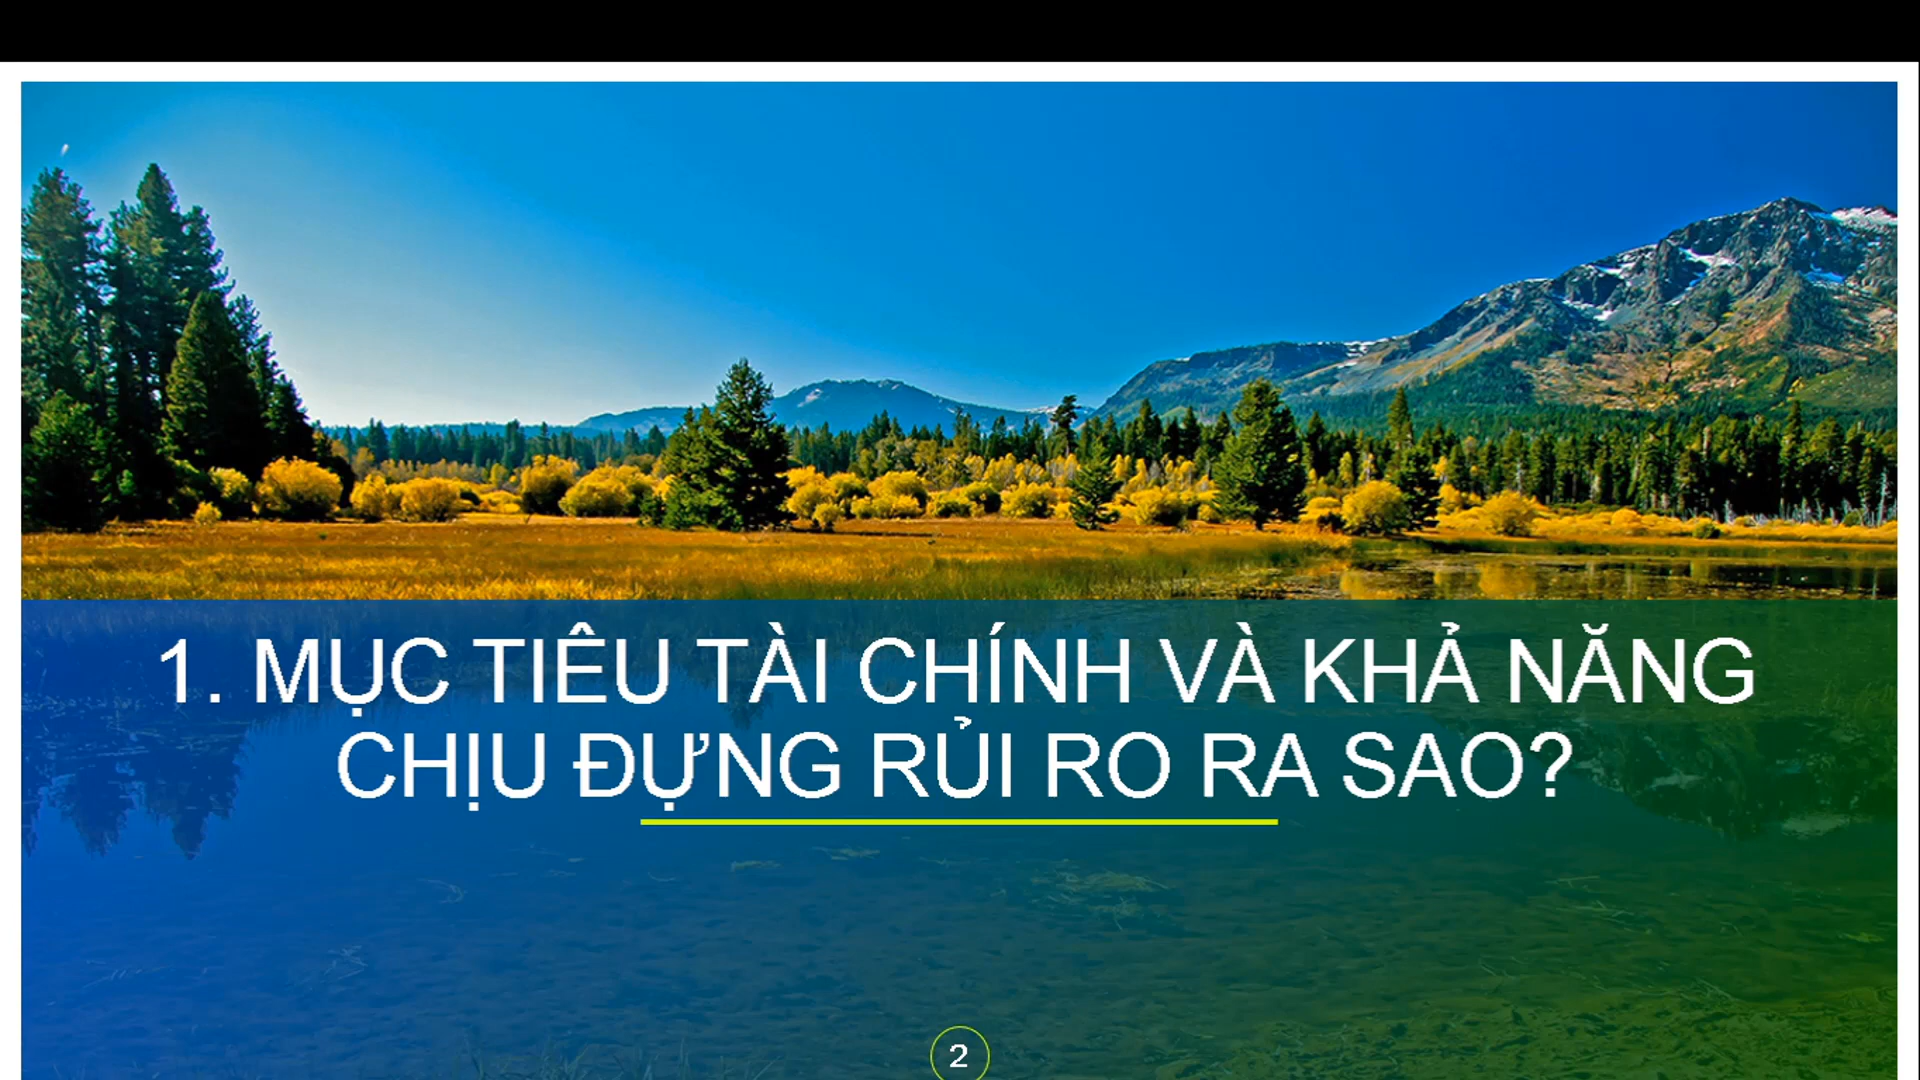 1. MỤC TIÊU TÀI CHÍNH VÀ KHẢ NĂNG
CHỊU ĐỰNG RỦI RO RA SAO?
2